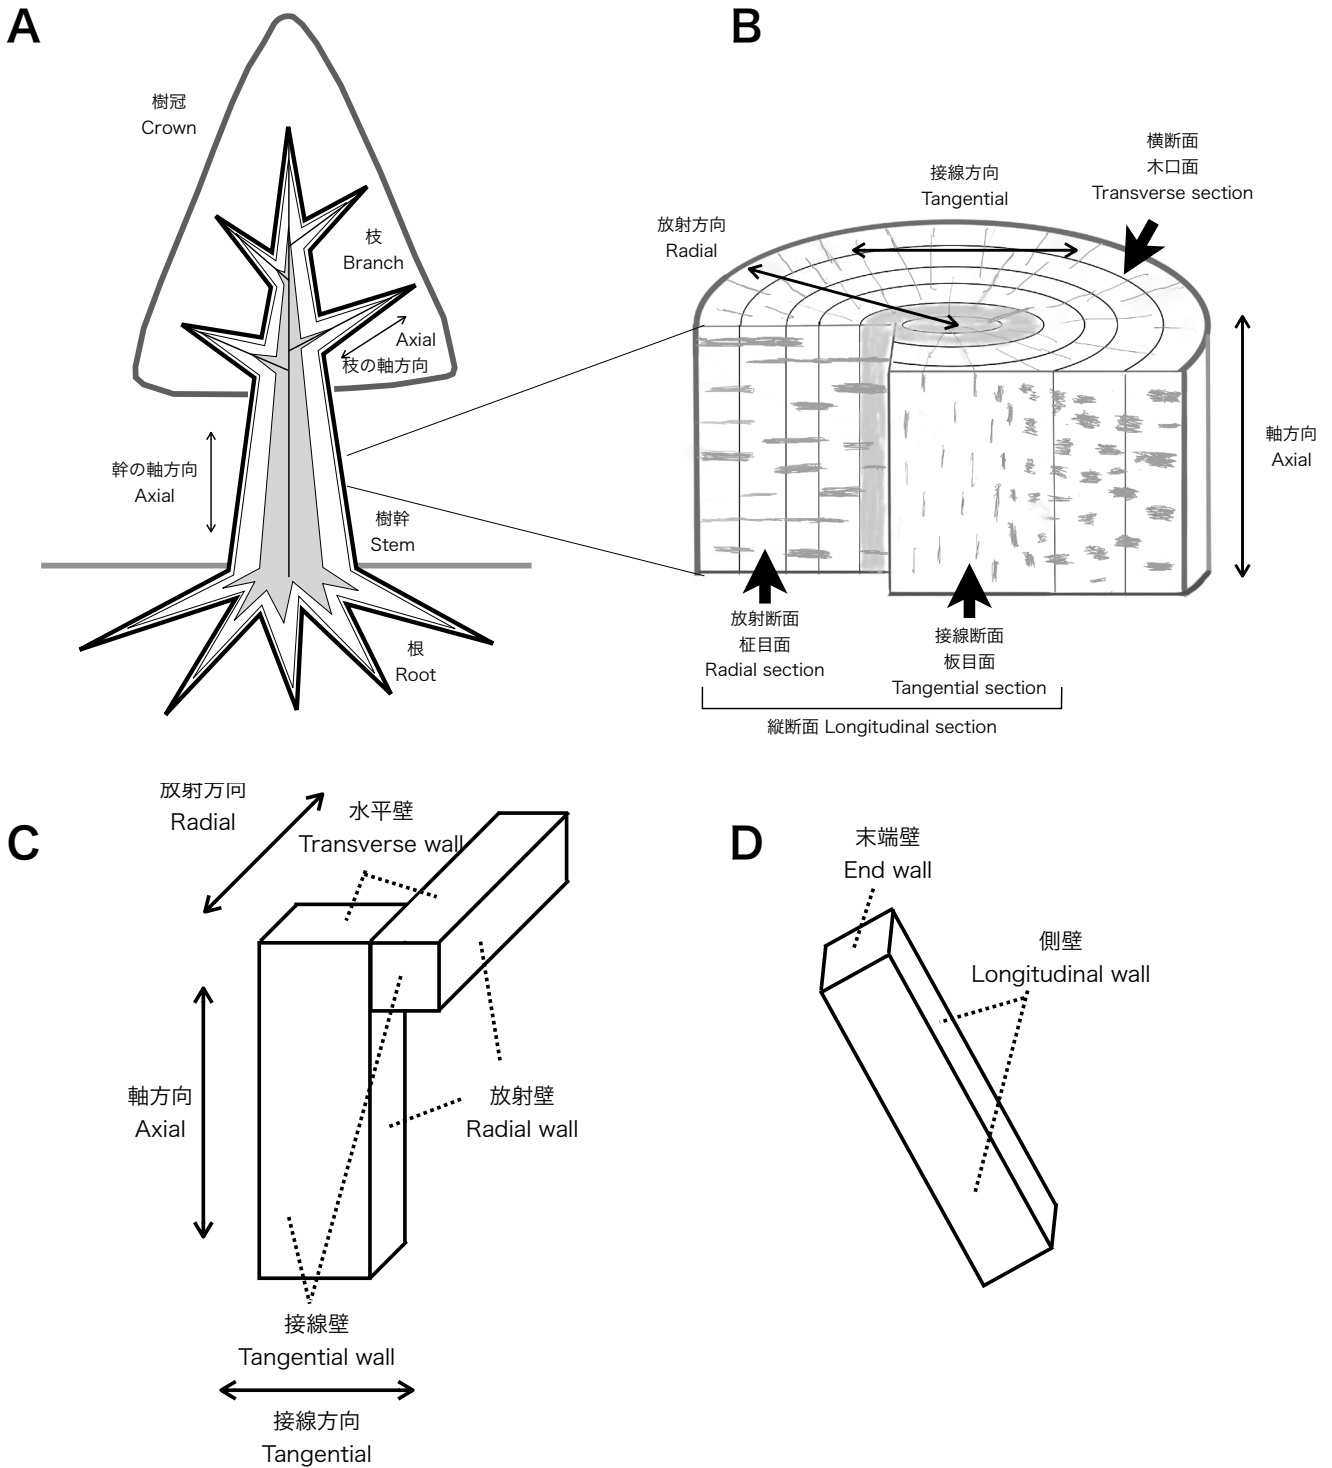 A
樹冠
Crown
枝
Branch
Axial
枝の軸方向
幹の軸方向
Axial
樹幹
Stem
根
Root
B
横断面
木口面
Transverse section
接線方向
Tangential
放射方向
Radial
軸方向
Axial
放射断面
柾目面
Radial section
接線断面
板目面
Tangential section
縦断面 Longitudinal section
C
放射方向
Radial
水平壁
Transverse wall
軸方向
Axial
放射壁
Radial wall
接線壁
Tangential wall
接線方向
Tangential
D
末端壁
End wall
側壁
Longitudinal wall